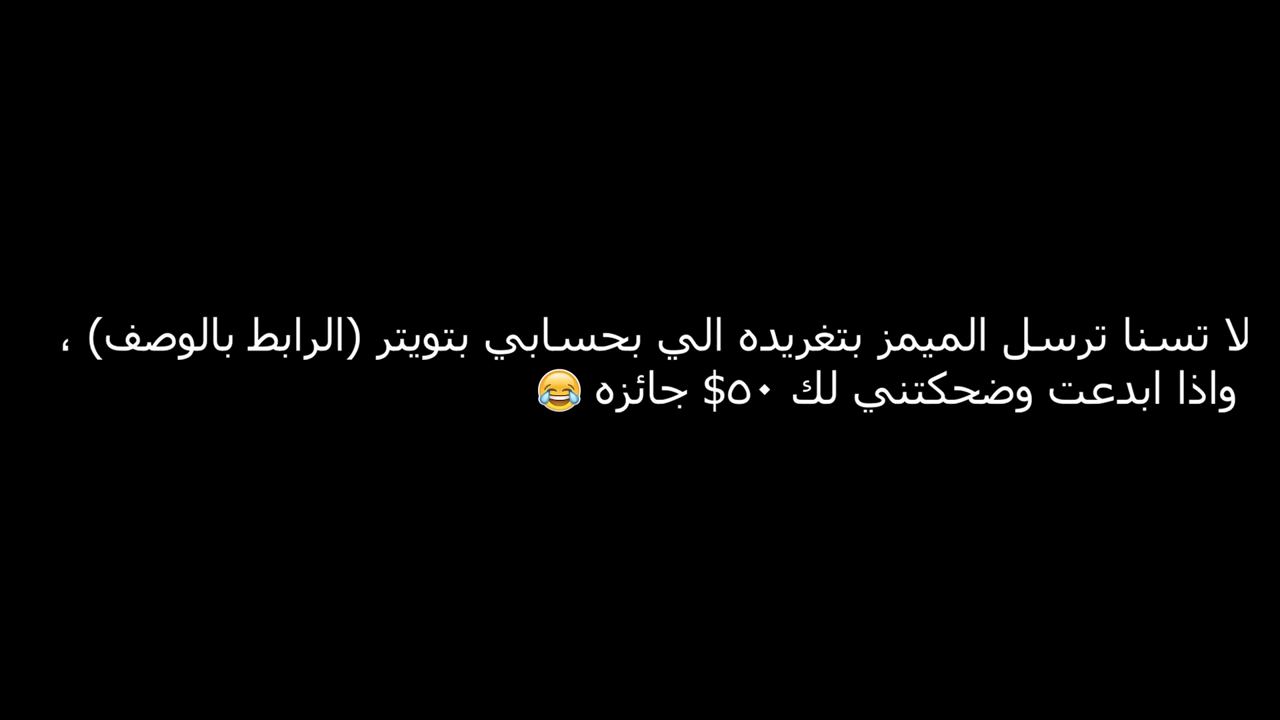 لا تسنا ترسل الميمز بتغريده الي بحسابي بتويتر (الرابط بالوصف) ،
واذا ابدعت وضحكتني لك ٥٠$ جائزه 😂